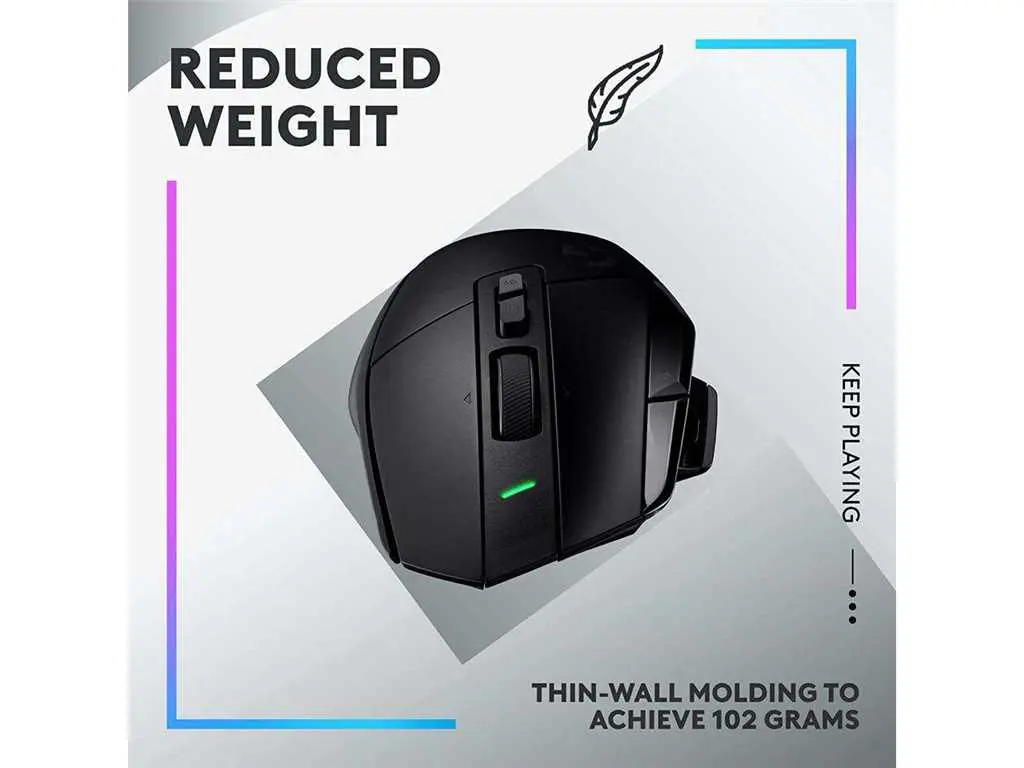 REDUCED
WEIGHT
KEEP PLAYING
THIN-WALL MOLDING TO
ACHIEVE 102 GRAMS